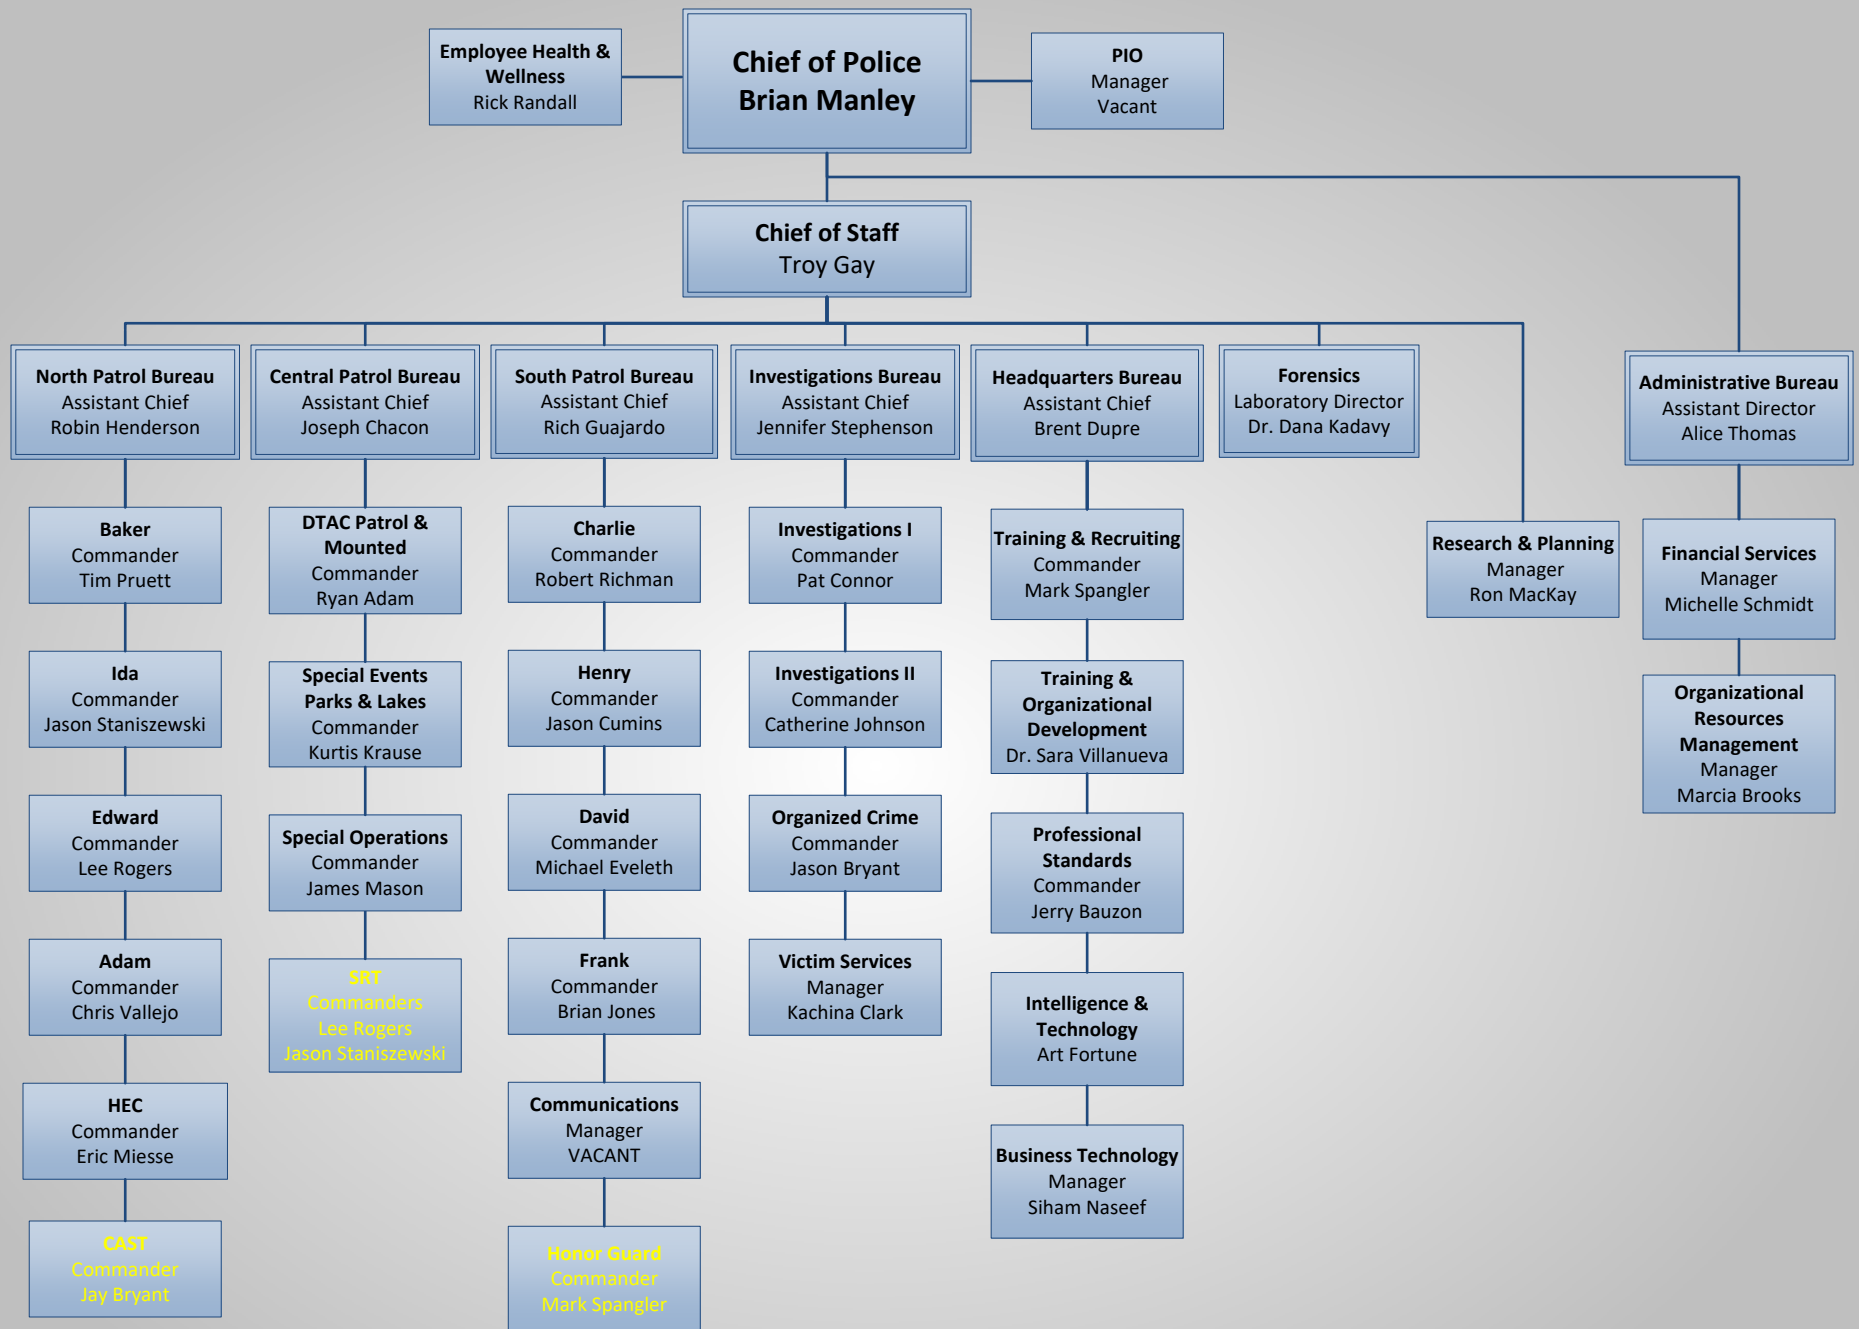 Employee Health &
Wellness
Rick Randall
Chief of Police
Brian Manley
PIO
Manager
Vacant
Chief of Staff
Troy Gay
North Patrol Bureau
Assistant Chief
Robin Henderson
Central Patrol Bureau
Assistant Chief
Joseph Chacon
South Patrol Bureau
Assistant Chief
Rich Guajardo
Investigations Bureau
Assistant Chief
Jennifer Stephenson
Headquarters Bureau
Assistant Chief
Brent Dupre
Forensics
Laboratory Director
Dr. Dana Kadavy
Administrative Bureau
Assistant Director
Alice Thomas
Baker
Commander
Tim Pruett
Ida
Commander
Jason Staniszewski
Edward
Commander
Lee Rogers
Adam
Commander
Chris Vallejo
HEC
Commander
Eric Miesse
CAST
Commander
Jay Bryant
DTAC Patrol &
Mounted
Commander
Ryan Adam
Special Events
Parks & Lakes
Commander
Kurtis Krause
Special Operations
Commander
James Mason
SRT
Commanders
Lee Rogers
Jason Staniszewski
Charlie
Commander
Robert Richman
Henry
Commander
Jason Cumins
David
Commander
Michael Eveleth
Frank
Commander
Brian Jones
Communications
Manager
VACANT
Honor Guard
Commander
Mark Spangler
Investigations I
Commander
Pat Connor
Investigations II
Commander
Catherine Johnson
Organized Crime
Commander
Jason Bryant
Victim Services
Manager
Kachina Clark
Training & Recruiting
Commander
Mark Spangler
Training &
Organizational
Development
Dr. Sara Villanueva
Professional
Standards
Commander
Jerry Bauzon
Intelligence &
Technology
Art Fortune
Business Technology
Manager
Siham Naseef
Research & Planning
Manager
Ron MacKay
Financial Services
Manager
Michelle Schmidt
Organizational
Resources
Management
Manager
Marcia Brooks